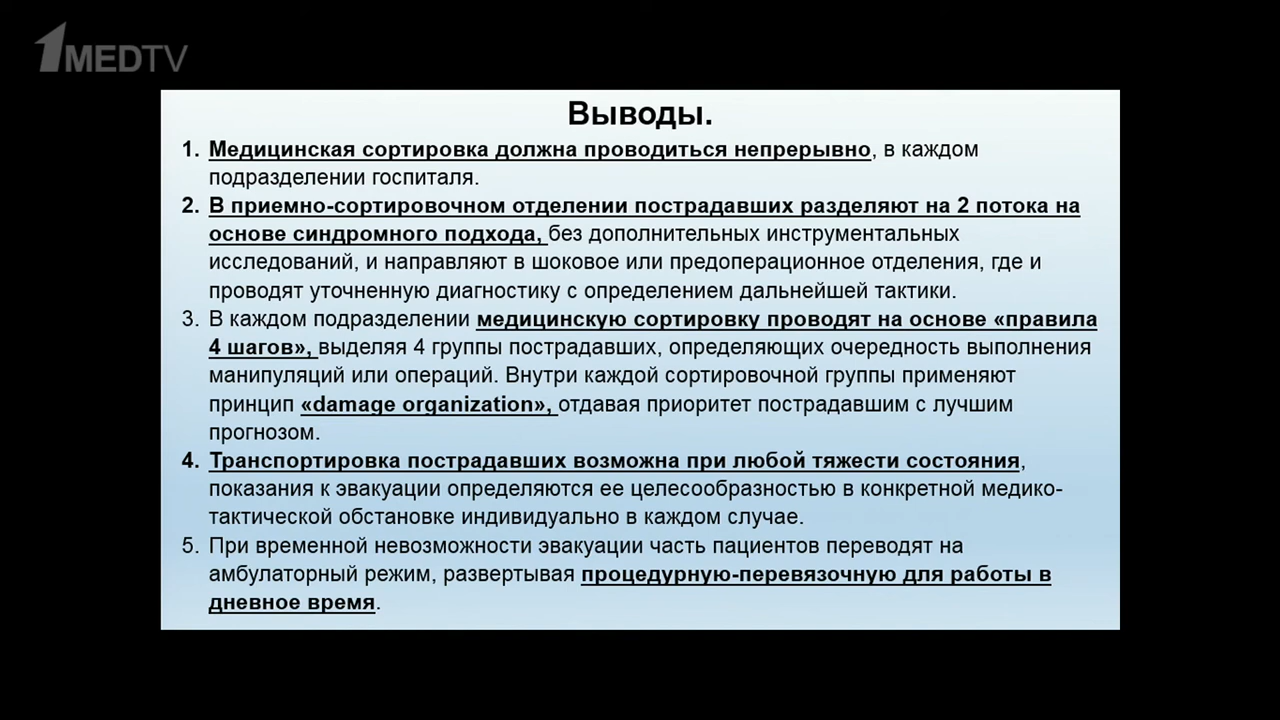 1MEDTV
Выводы.
1. Медицинская сортировка должна проводиться непрерывно, в каждом
подразделении госпиталя.
2. В приемно-сортировочном отделении пострадавших разделяют на 2 потока на
основе синдромного подхода, без дополнительных инструментальных
исследований, и направляют в шоковое или предоперационное отделения, где и
проводят уточненную диагностику с определением дальнейшей тактики.
3. В каждом подразделении медицинскую сортировку проводят на основе «правила
4 шагов», выделяя 4 группы пострадавших, определяющих очередность выполнения
манипуляций или операций. Внутри каждой сортировочной группы применяют
принцип «damage organization», отдавая приоритет пострадавшим с лучшим
прогнозом.
4. Транспортировка пострадавших возможна при любой тяжести состояния,
показания к эвакуации определяются ее целесообразностью в конкретной медико-
тактической обстановке индивидуально в каждом случае.
5. При временной невозможности эвакуации часть пациентов переводят на
амбулаторный режим, развертывая процедурную-перевязочную для работы в
дневное время.